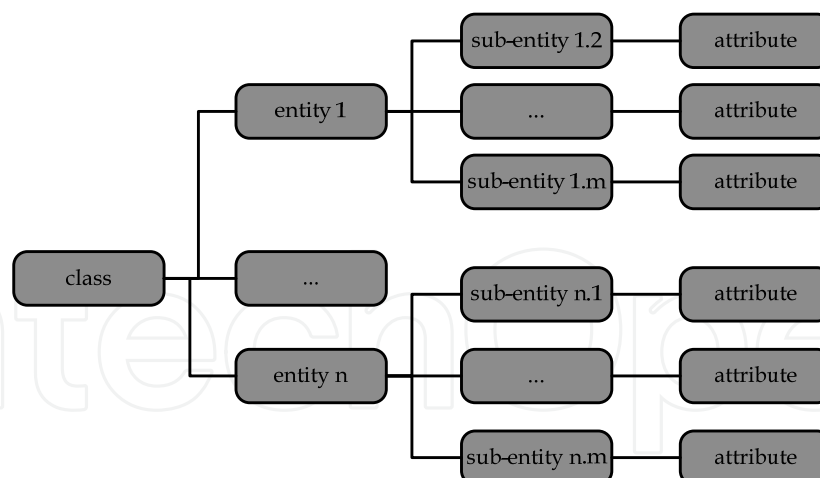 sub-entity 1.2
attribute
entity 1
...
attribute
sub-entity 1.m
attribute
class
...
sub-entity n.1
attribute
entity n
...
attribute
sub-entity n.m
attribute